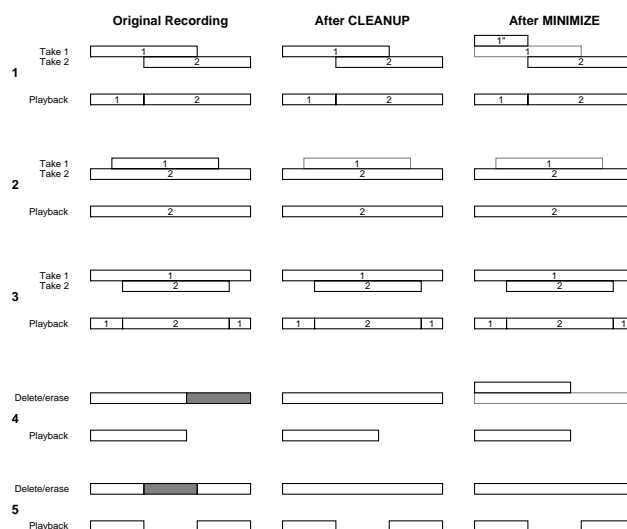 Original Recording After CLEANUP After MINIMIZE
1"
Take 1 1 1 1
Take 2 2 2 2
1
Playback 1 2 1 2 1 2
Take 1 1 1 1
Take 2 2 2 2
2
Playback 2 2 2
Take 1 1 1 1
Take 2 2 2 2
3
Playback 1 2 1 1 2 1 1 2 1
Delete/erase
4
Playback
Delete/erase
5
Playback